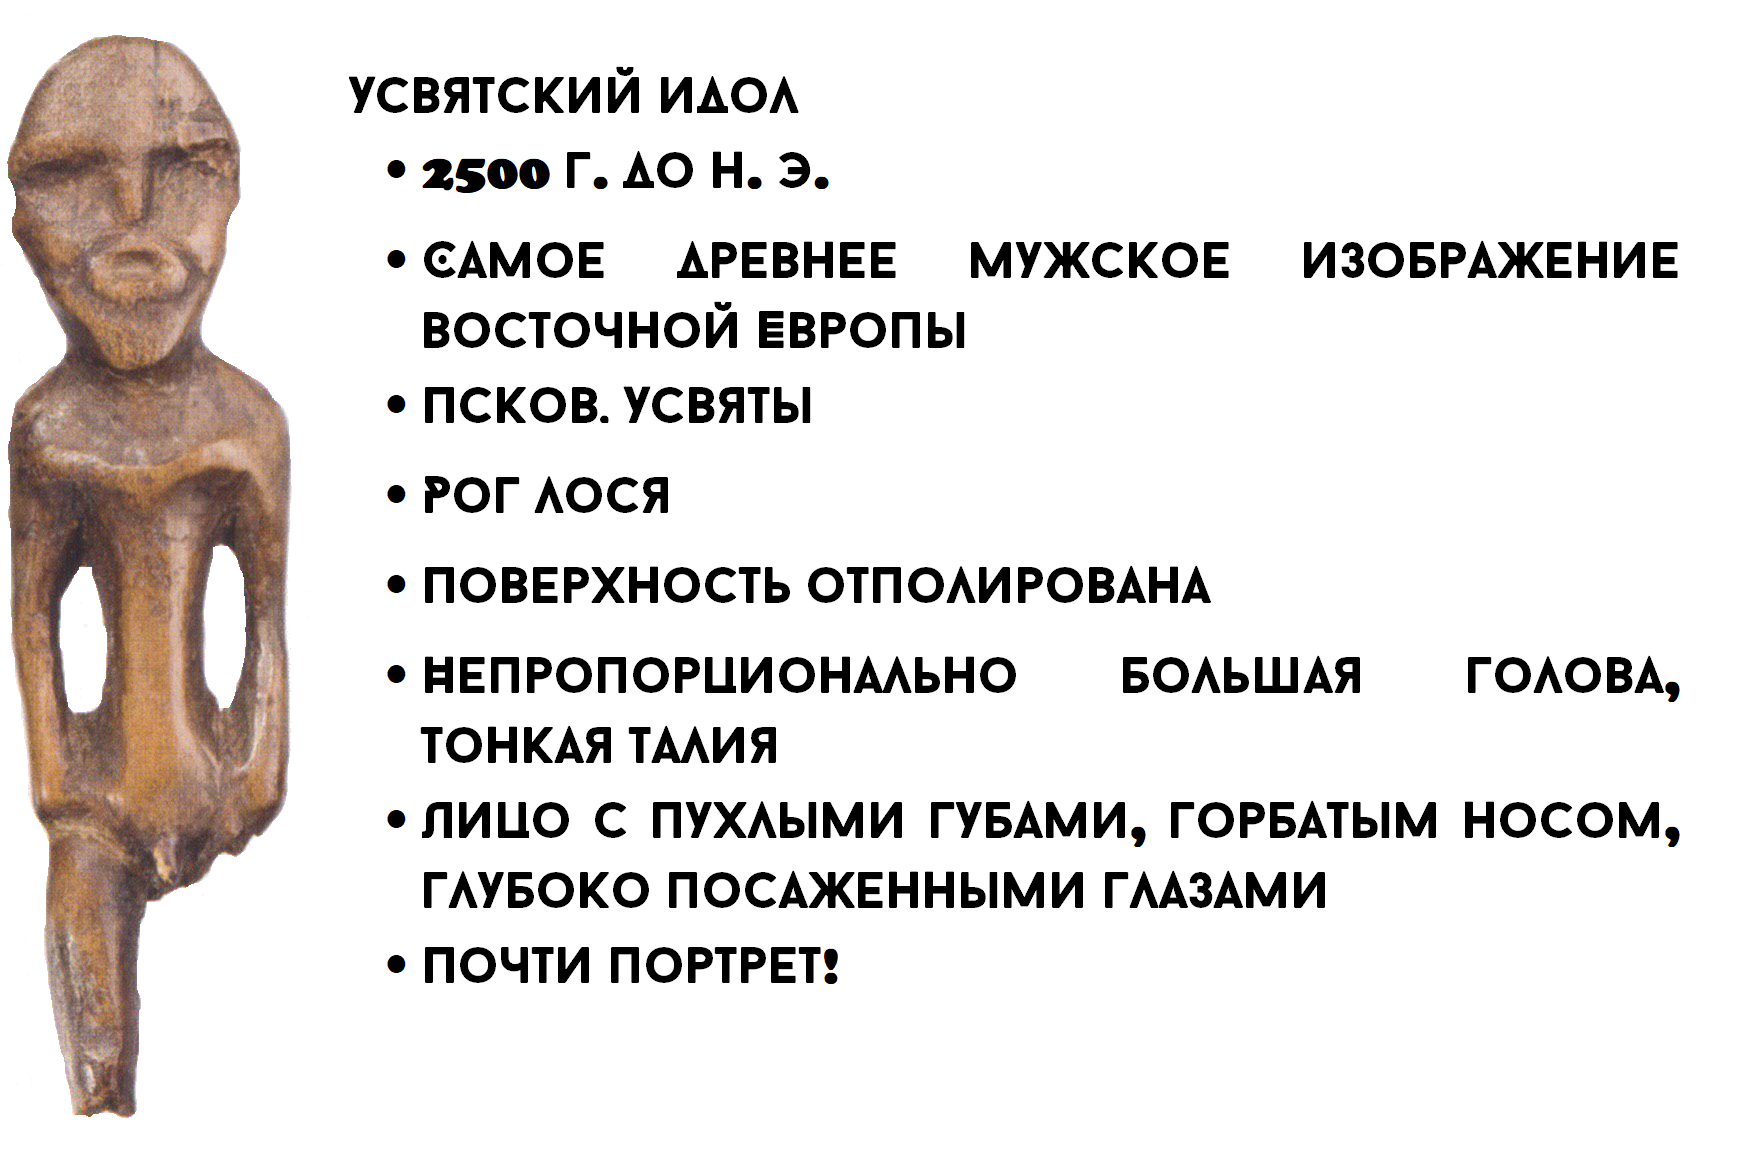 УСВЯТСКИЙ ИДОЛ
• 2500 Г. ДО Н. Э.
• САМОЕ ДРЕВНЕЕ МУЖСКОЕ ИЗОБРАЖЕНИЕ
ВОСТОЧНОЙ ЕВРОПЫ
• ПСКОВ. УСВЯТЫ
• РОГ ЛОСЯ
• ПОВЕРХНОСТЬ ОТПОЛИРОВАНА
• НЕПРОПОРЦИОНАЛЬНО БОЛЬШАЯ ГОЛОВА,
ТОНКАЯ ТАЛИЯ
• ЛИЦО С ПУХЛЫМИ ГУБАМИ, ГОРБАТЫМ НОСОМ,
ГЛУБОКО ПОСАЖЕННЫМИ ГЛАЗАМИ
• ПОЧТИ ПОРТРЕТ!